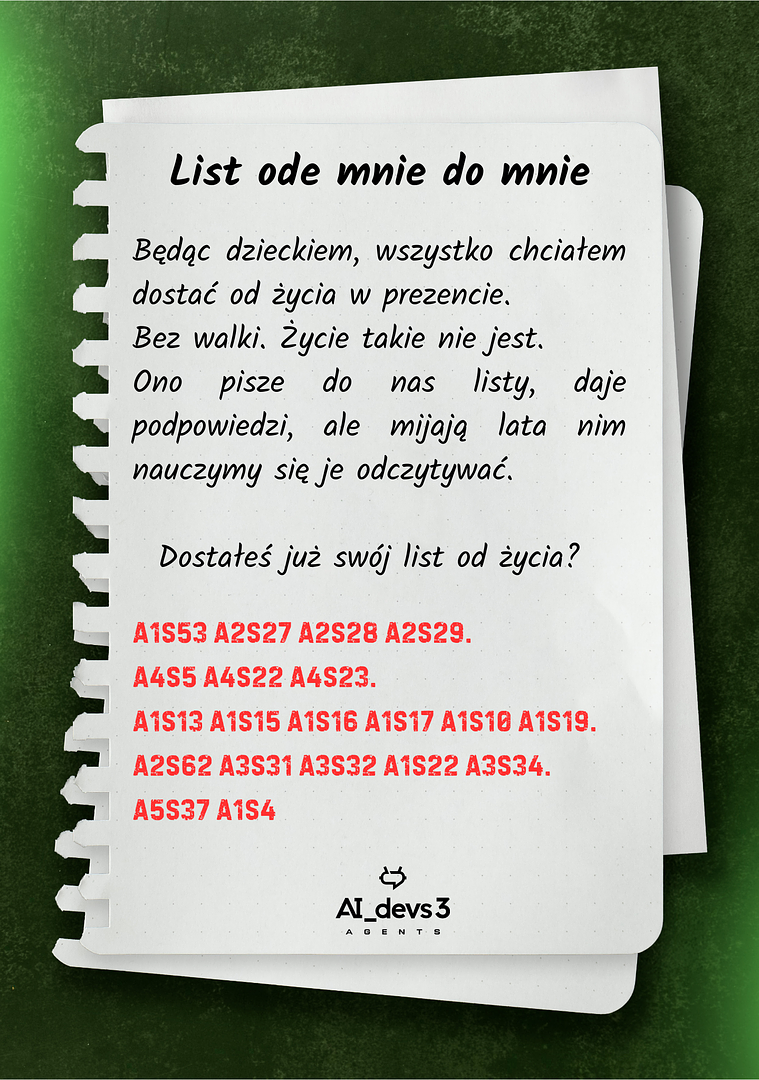 List ode mnie do mnie
Będąc dzieckiem, wszystko chciałem
dostać od życia w prezencie.
Bez walki. Życie takie nie jest.
Ono pisze do nas listy, daje
podpowiedzi, ale mijają lata nim
nauczymy się je odczytywać.
Dostałeś już swój list od życia?
A1S53 A2S27 A2S28 A2S29.
A4S5 A4S22 A4S23.
A1S13 A1S15 A1S16 A1S17 A1S10 A1S19.
A2S62 A3S31 A3S32 A1S22 A3S34.
A5S37 A1S4
AI_devs 3
AGENTS